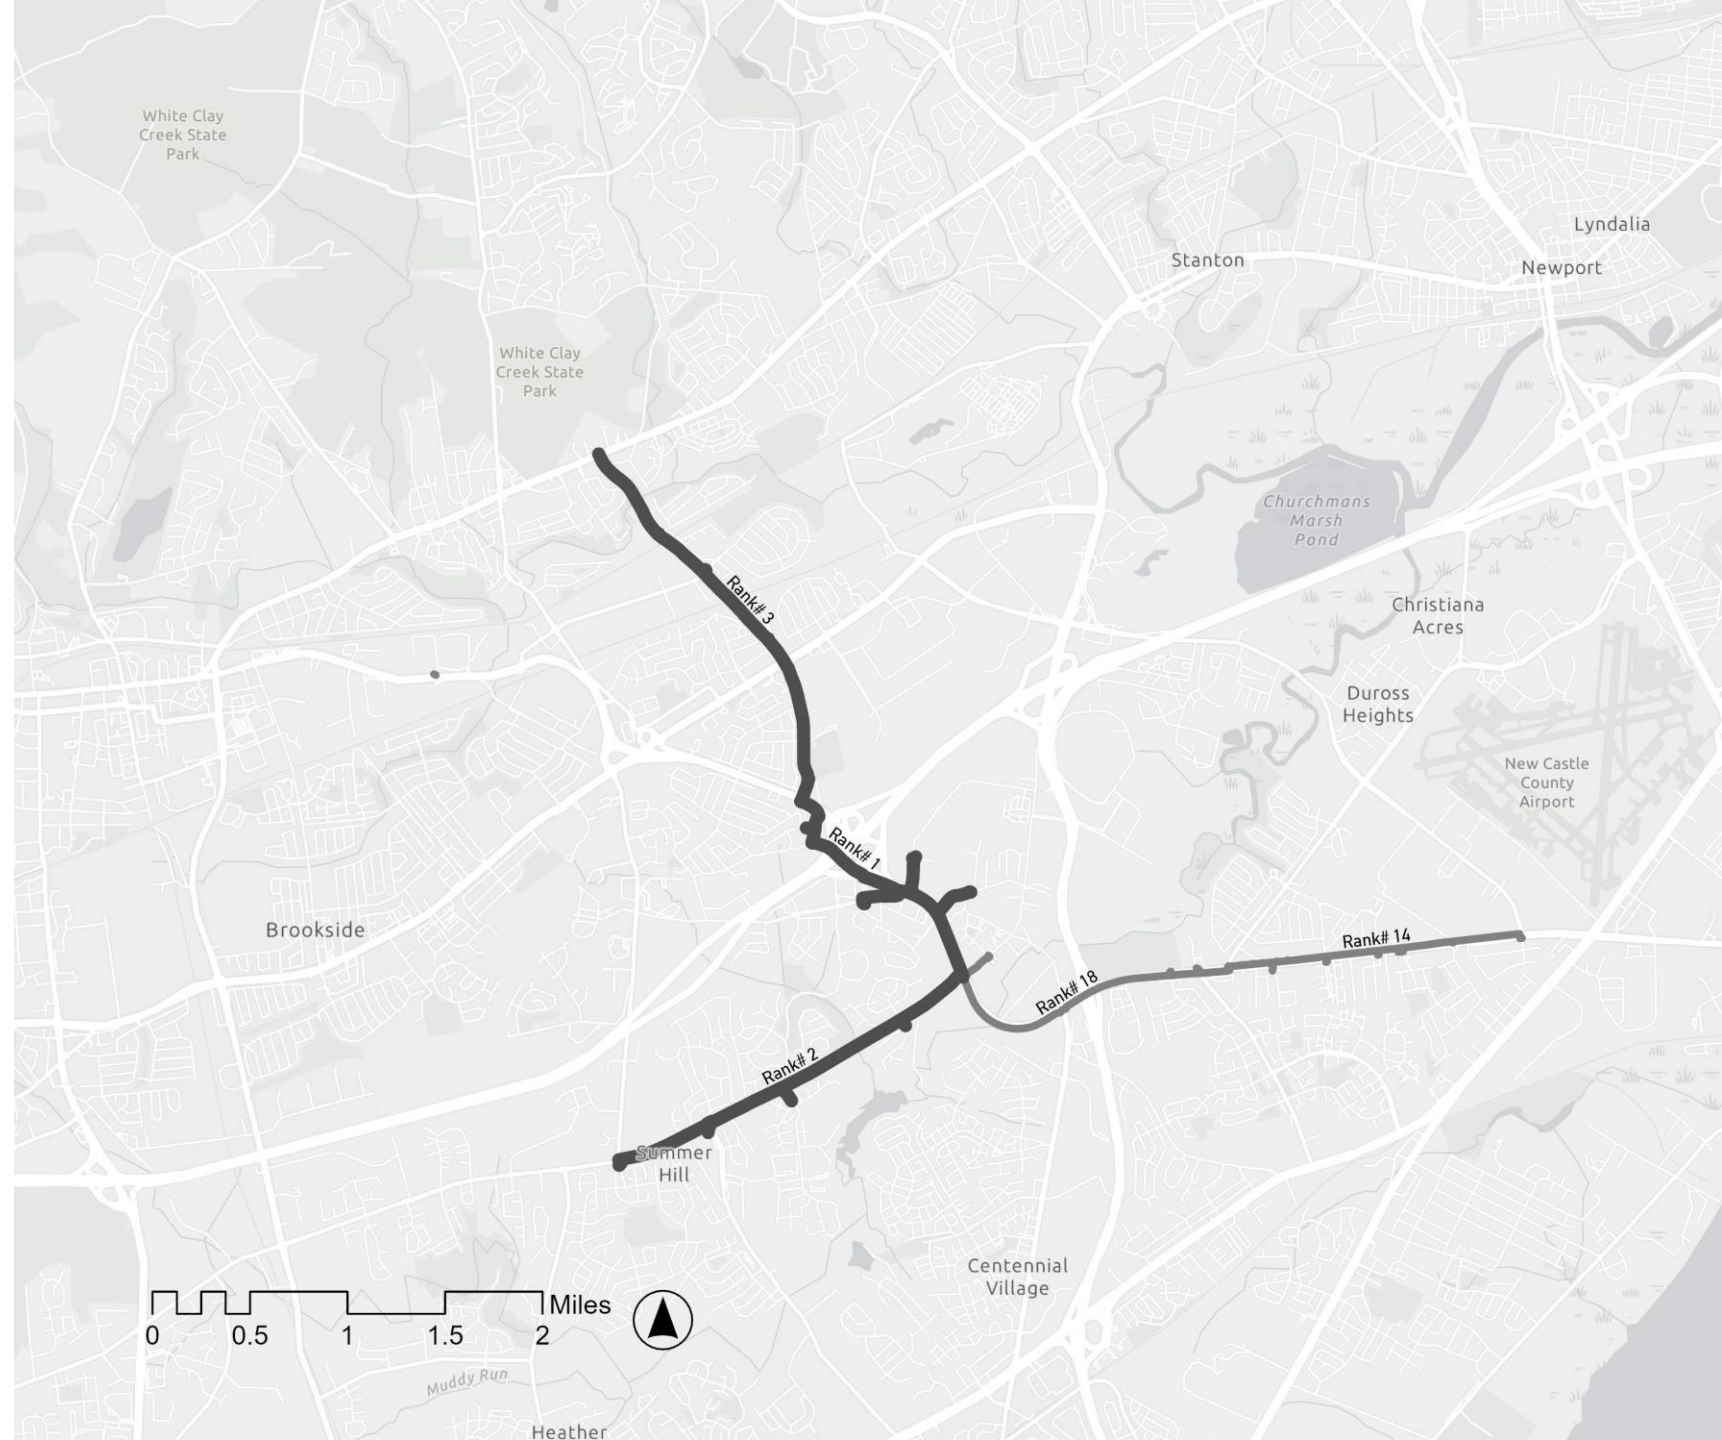 White Clay
Creek State
Park
Lyndalia
Stanton
Newport
White Clay
Creek State
Park
Churchmans
Marsh
Pond
Rank# 3
Christiana
Acres
Duross
Heights
New Castle
County
Airport
Rank# 1
Brookside
Rank# 14
Rank# 18
Rank# 2
Summer
Hill
Centennial
Village
Miles
0 0.5 1 1.5 2
Muddy Run
Heather